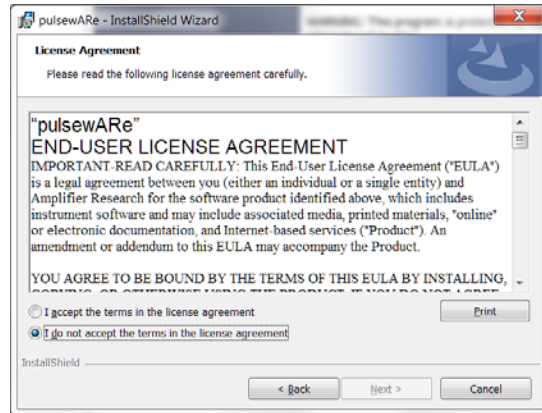 pulsewARe - InstallShield Wizard
License Agreement
Please read the following license agreement carefully.
“pulsewARe”
END-USER LICENSE AGREEMENT
IMPORTANT-READ CAREFULLY: This End-User License Agreement ("EULA")
is a legal agreement between you (either an individual or a single entity) and
Amplifier Research for the software product identified above, which includes
instrument software and may include associated media, printed materials, "online"
or electronic documentation, and Internet-based services ("Product"). An
amendment or addendum to this EULA may accompany the Product.
YOU AGREE TO BE BOUND BY THE TERMS OF THIS EULA BY INSTALLING,
I accept the terms in the license agreement
Print
I do not accept the terms in the license agreement
InstallShield
< Back
Next >
Cancel